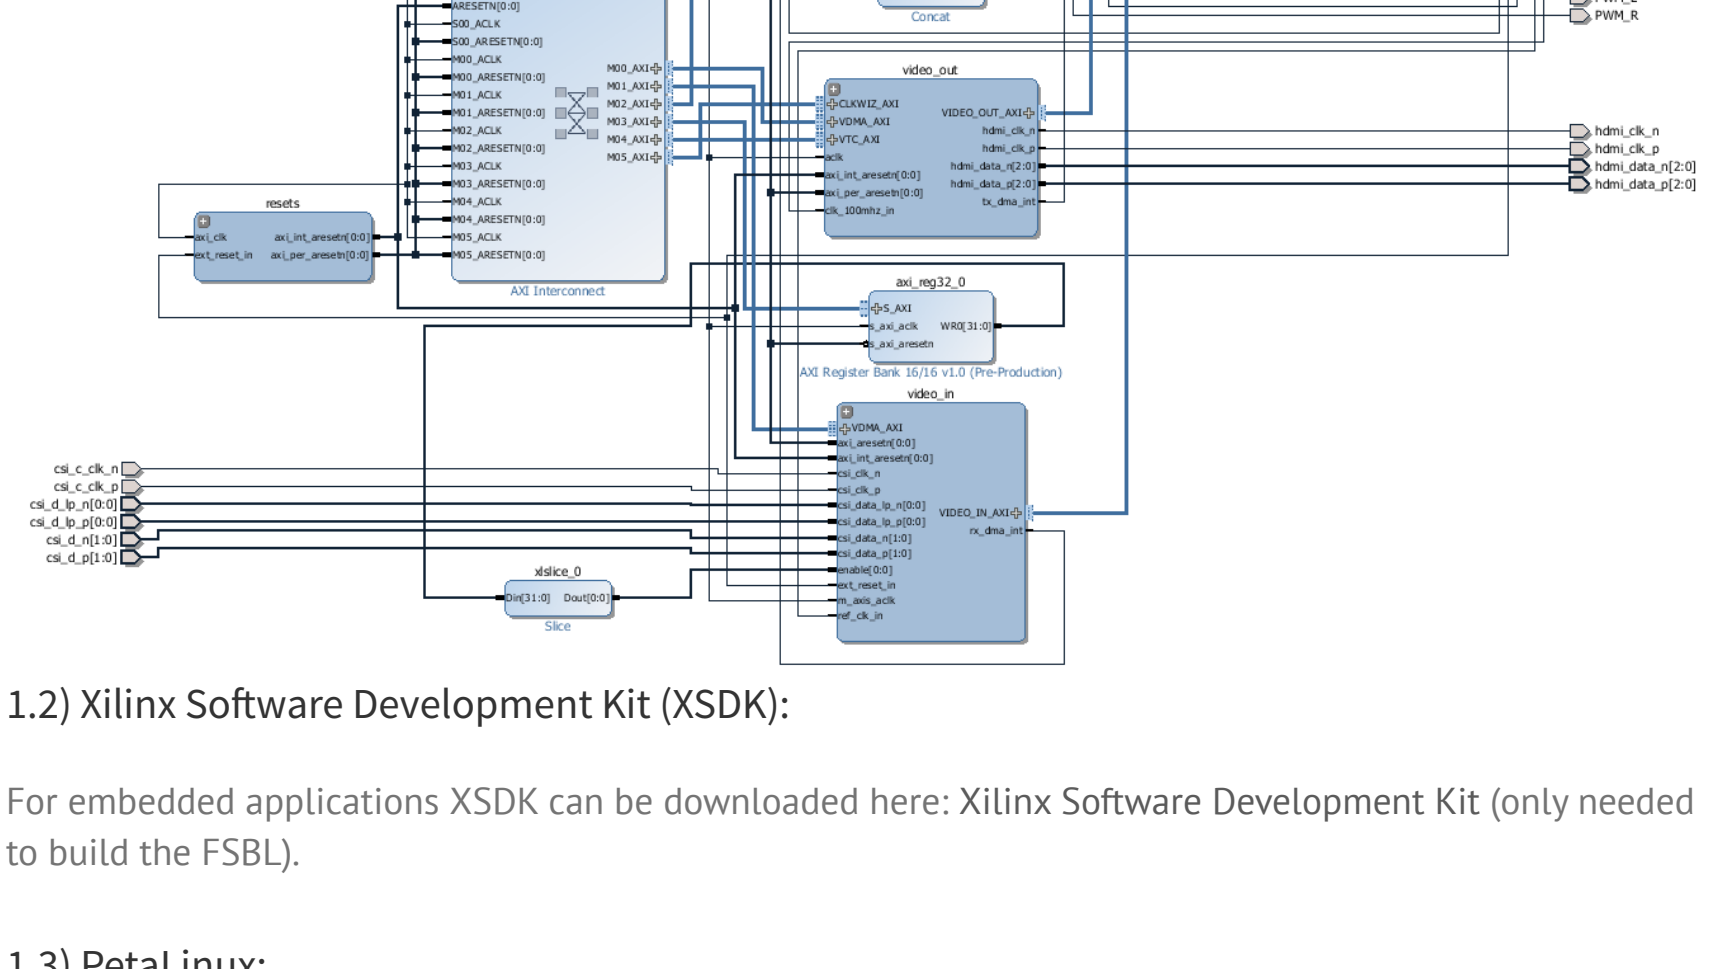 ARESETN[0:0]
S00_ACLK
S00_ARESETN[0:0]
M00_ACLK
M00_ARESETN[0:0]
M01_ACLK
M01_ARESETN[0:0]
M02_ACLK
M02_ARESETN[0:0]
M03_ACLK
M03_ARESETN[0:0]
M04_ACLK
M04_ARESETN[0:0]
M05_ACLK
M05_ARESETN[0:0]
M00_AXI
M01_AXI
M02_AXI
M03_AXI
M04_AXI
M05_AXI
AXI Interconnect
resets
axi_clk
ext_reset_in
axi_int_aresetn[0:0]
axi_per_aresetn[0:0]
Concat
PWM_R
video_out
CLKWIZ_AXI
VDMA_AXI
VTC_AXI
aclk
axi_int_aresetn[0:0]
axi_per_aresetn[0:0]
clk_100mhz_in
VIDEO_OUT_AXI
hdmi_clk_n
hdmi_clk_p
hdmi_data_n[2:0]
hdmi_data_p[2:0]
tx_dma_int
hdmi_clk_n
hdmi_clk_p
hdmi_data_n[2:0]
hdmi_data_p[2:0]
axi_reg32_0
S_AXI
s_axi_aclk
s_axi_aresetn
WR0[31:0]
AXI Register Bank 16/16 v1.0 (Pre-Production)
video_in
VDMA_AXI
axi_aresetn[0:0]
axi_int_aresetn[0:0]
csi_clk_n
csi_clk_p
csi_data_lp_n[0:0]
csi_data_lp_p[0:0]
csi_data_n[1:0]
csi_data_p[1:0]
enable[0:0]
ext_reset_in
m_axis_aclk
ref_clk_in
VIDEO_IN_AXI
rx_dma_int
csi_c_clk_n
csi_c_clk_p
csi_d_lp_n[0:0]
csi_d_lp_p[0:0]
csi_d_n[1:0]
csi_d_p[1:0]
xlslice_0
Din[31:0] Dout[0:0]
Slice
1.2) Xilinx Software Development Kit (XSDK):
For embedded applications XSDK can be downloaded here: Xilinx Software Development Kit (only needed
to build the FSBL).
1.3) PetaLinux: